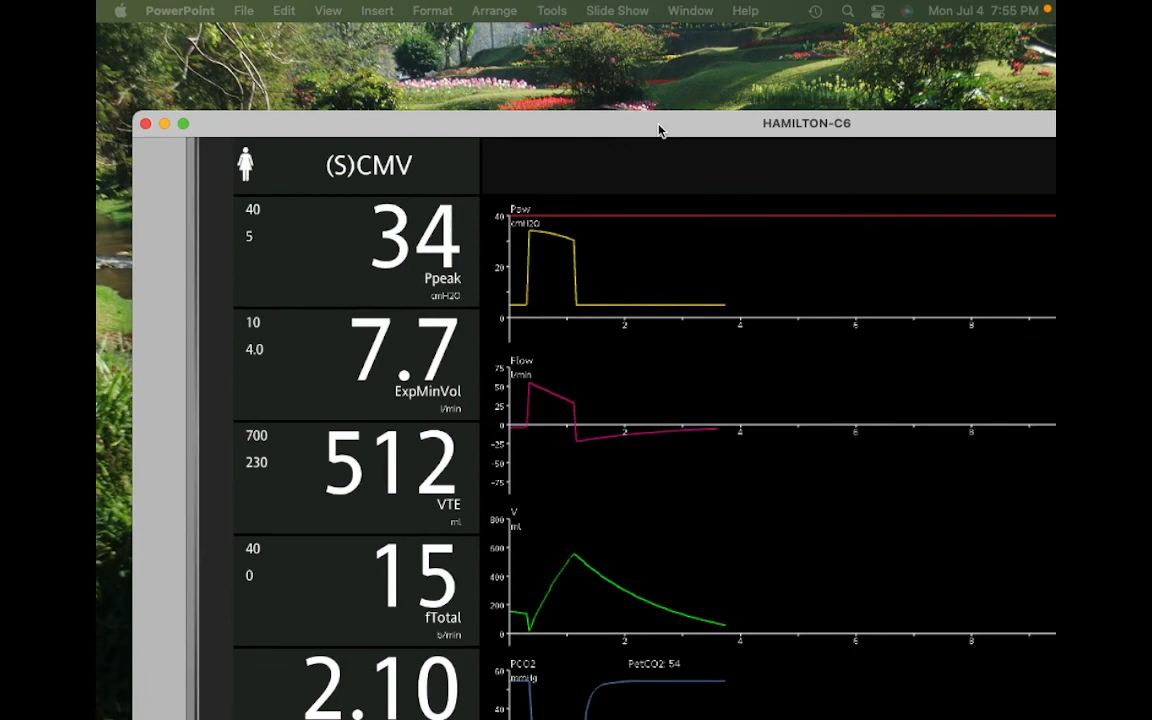 PowerPoint File Edit View Insert Format Arrange Tools Slide Show Window Help Mon Jul 4 7:55 PM
HAMILTON-C6
(S)CMV
40
5
34
Ppeak
cmH2O
10
4.0
7.7
ExpMinVol
l/min
700
230
512
VTE
ml
40
0
15
fTotal
b/min
2.10
Paw
cmH2O
40
20
0
2 4 6 8
Flow
l/min
75
50
25
0
-25
-50
-75
2 4 6 8
V
ml
800
600
400
200
0
2 4 6 8
PCO2 PetCO2: 54
mmHg
60
40